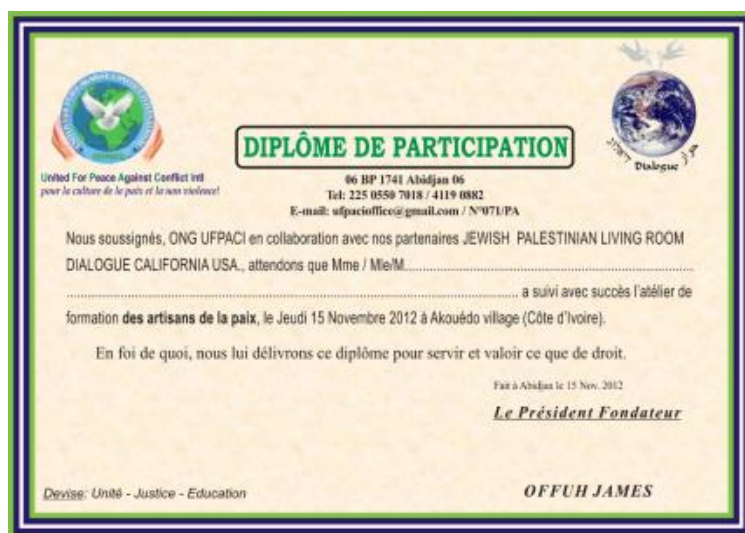 DIPLÔME DE PARTICIPATION
United For Peace Against Conflict Intl
pour la culture de la paix et la non violence!
Dialogue
06 BP 1741 Abidjan 06
Tel: 225 0550 7018 / 4119 0882
E-mail: ufpacioffice@gmail.com / N°071/PA
Nous soussignés, ONG UFPACI en collaboration avec nos partenaires JEWISH PALESTINIAN LIVING ROOM
DIALOGUE CALIFORNIA USA., attendons que Mme / Mle/M..............................................................................
.......................................................................................................... a suivi avec succès l'atélier de
formation des artisans de la paix, le Jeudi 15 Novembre 2012 à Akouédo village (Côte d'Ivoire).
En foi de quoi, nous lui délivrons ce diplôme pour servir et valoir ce que de droit.
Fait à Abidjan le 15 Nov. 2012
Le Président Fondateur
Devise: Unité - Justice - Education
OFFUH JAMES